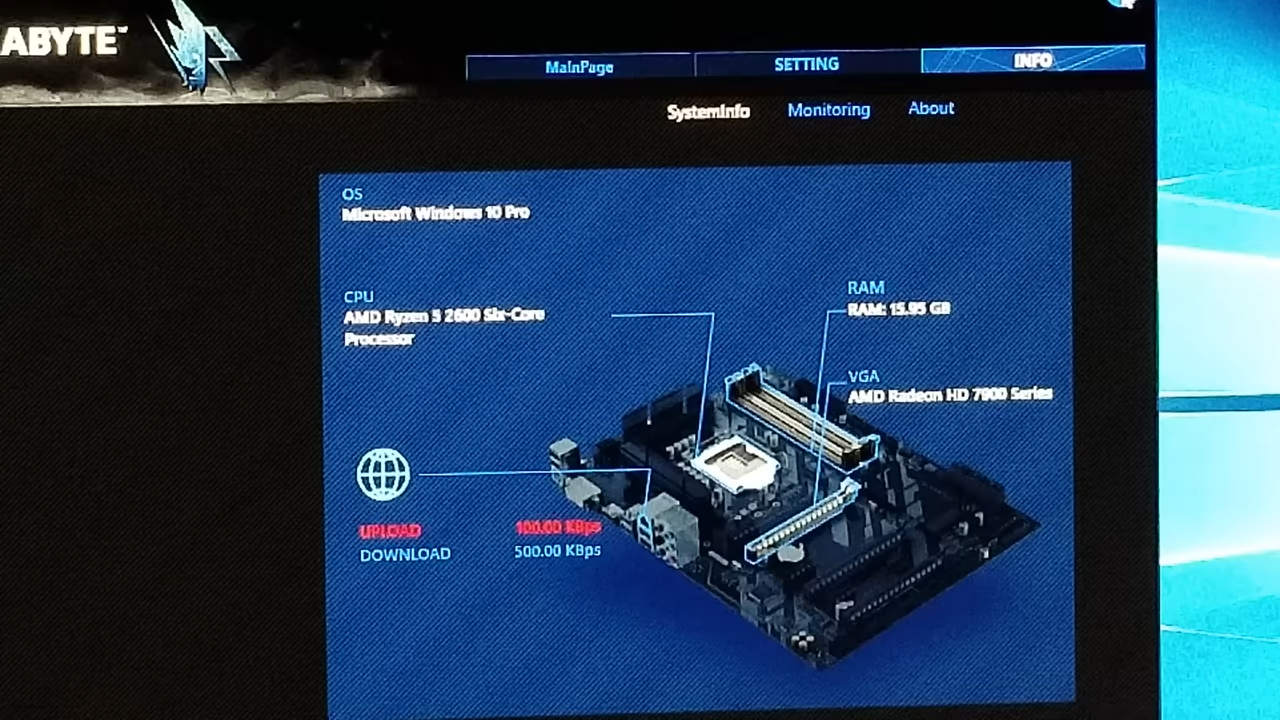 ABYTE™
MainPage
SETTING
INFO
SystemInfo
Monitoring
About
OS
Microsoft Windows 10 Pro
CPU
AMD Ryzen 5 2600 Six-Core
Processor
RAM
RAM: 15.95 GB
VGA
AMD Radeon HD 7900 Series
UPLOAD 100.00 KBps
DOWNLOAD 500.00 KBps